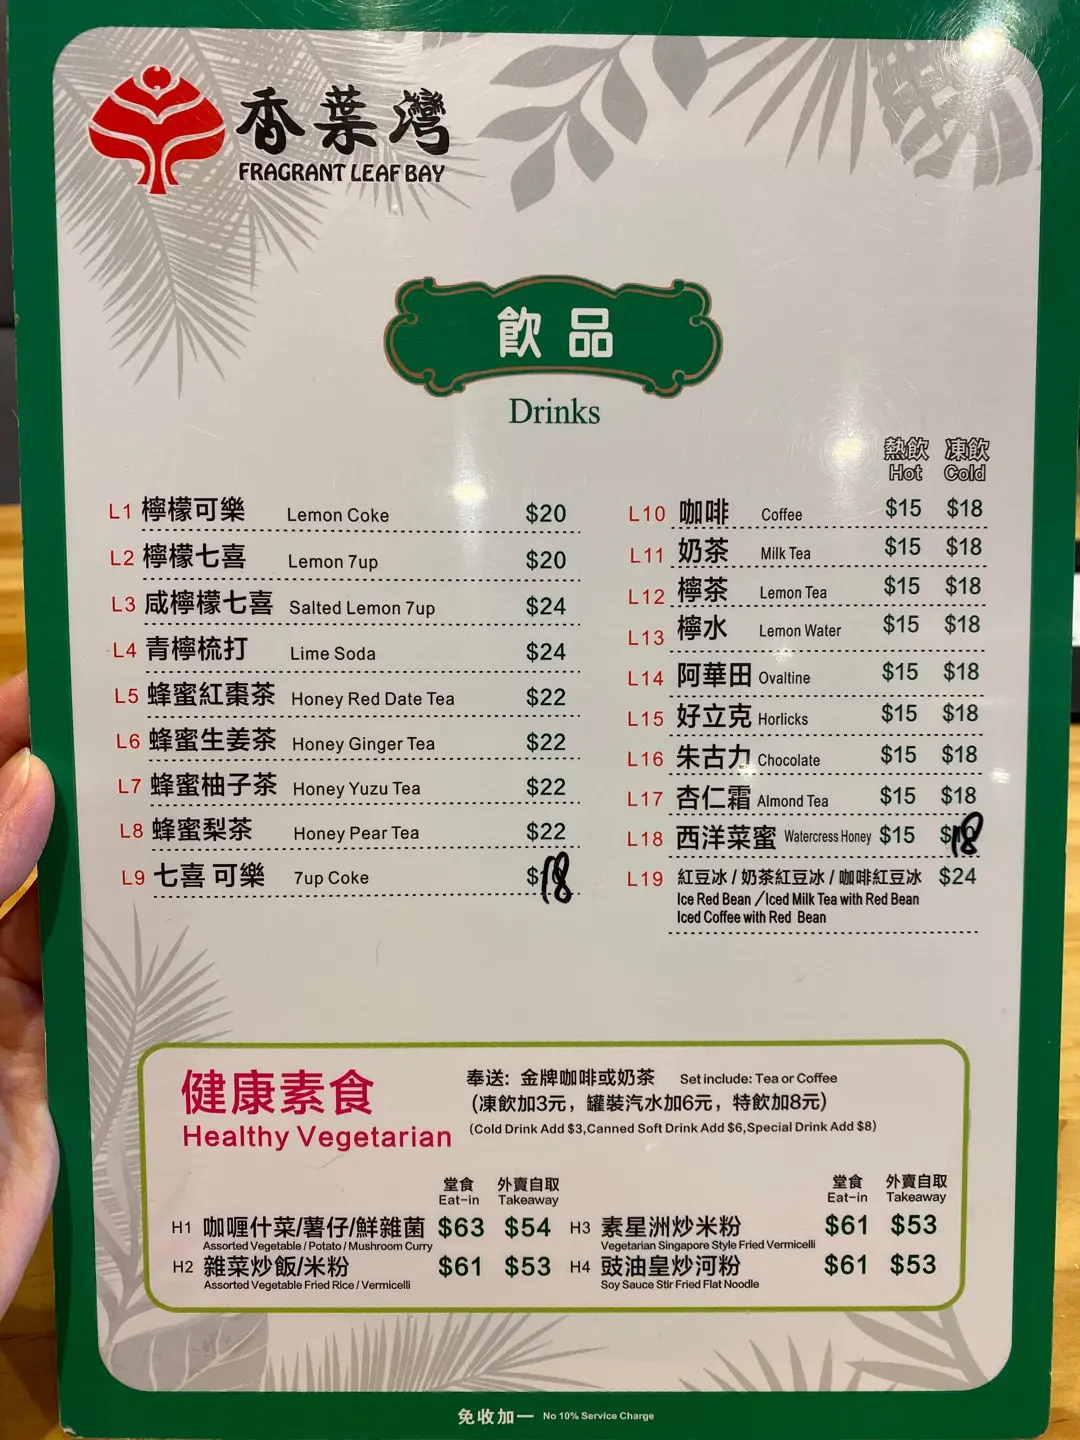 香葉灣
FRAGRANT LEAF BAY
飲品
Drinks
熱飲 凍飲
Hot Cold
L1 檸檬可樂 Lemon Coke $20
L2 檸檬七喜 Lemon 7up $20
L3 咸檸檬七喜 Salted Lemon 7up $24
L4 青檸梳打 Lime Soda $24
L5 蜂蜜紅棗茶 Honey Red Date Tea $22
L6 蜂蜜生姜茶 Honey Ginger Tea $22
L7 蜂蜜柚子茶 Honey Yuzu Tea $22
L8 蜂蜜梨茶 Honey Pear Tea $22
L9 七喜 可樂 7up Coke $18
L10 咖啡 Coffee $15 $18
L11 奶茶 Milk Tea $15 $18
L12 檸茶 Lemon Tea $15 $18
L13 檸水 Lemon Water $15 $18
L14 阿華田 Ovaltine $15 $18
L15 好立克 Horlicks $15 $18
L16 朱古力 Chocolate $15 $18
L17 杏仁霜 Almond Tea $15 $18
L18 西洋菜蜜 Watercress Honey $15 $18
L19 紅豆冰 / 奶茶紅豆冰 / 咖啡紅豆冰 $24
Ice Red Bean / Iced Milk Tea with Red Bean
Iced Coffee with Red Bean
健康素食
Healthy Vegetarian
奉送: 金牌咖啡或奶茶 Set include: Tea or Coffee
(凍飲加3元，罐裝汽水加6元，特飲加8元)
(Cold Drink Add $3,Canned Soft Drink Add $6,Special Drink Add $8)
堂食 外賣自取
Eat-in Takeaway
H1 咖喱什菜/薯仔/鮮雜菌 $63 $54
Assorted Vegetable / Potato / Mushroom Curry
H2 雜菜炒飯/米粉 $61 $53
Assorted Vegetable Fried Rice / Vermicelli
堂食 外賣自取
Eat-in Takeaway
H3 素星洲炒米粉 $61 $53
Vegetarian Singapore Style Fried Vermicelli
H4 豉油皇炒河粉 $61 $53
Soy Sauce Stir Fried Flat Noodle
免收加一 No 10% Service Charge